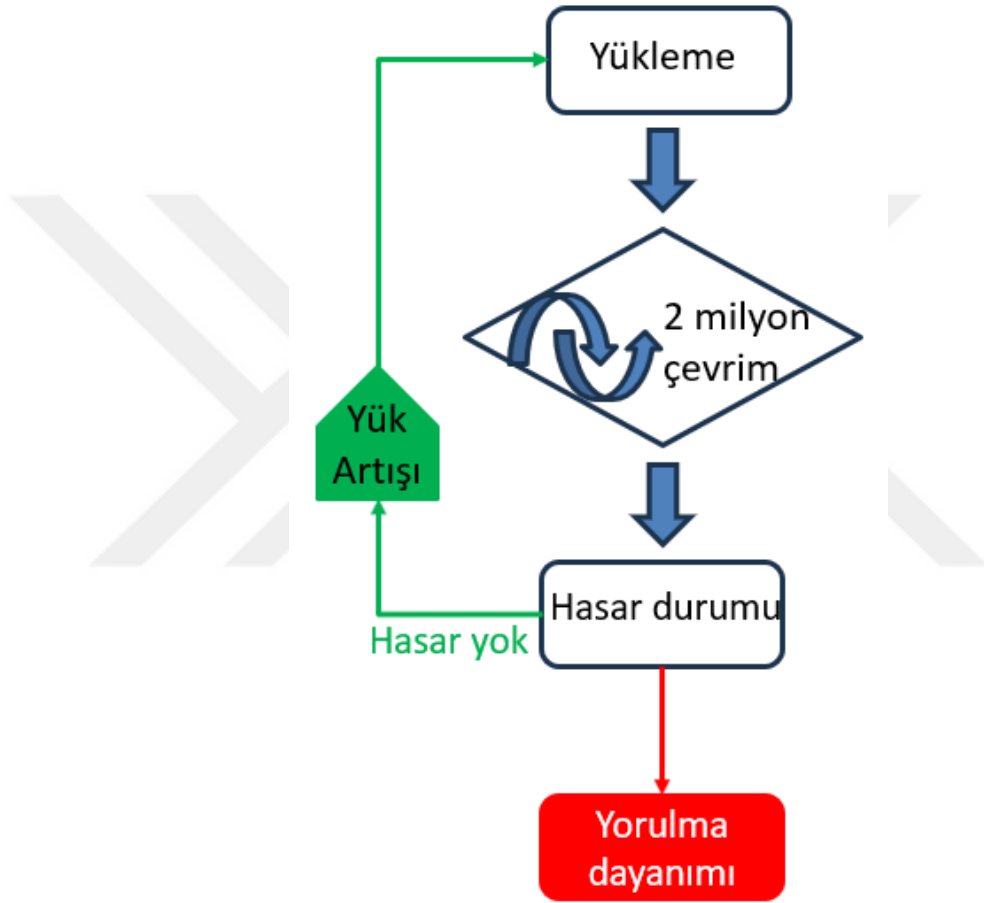 Yükleme
2 milyon
çevrim
Yük
Artışı
Hasar durumu
Hasar yok
Yorulma
dayanımı